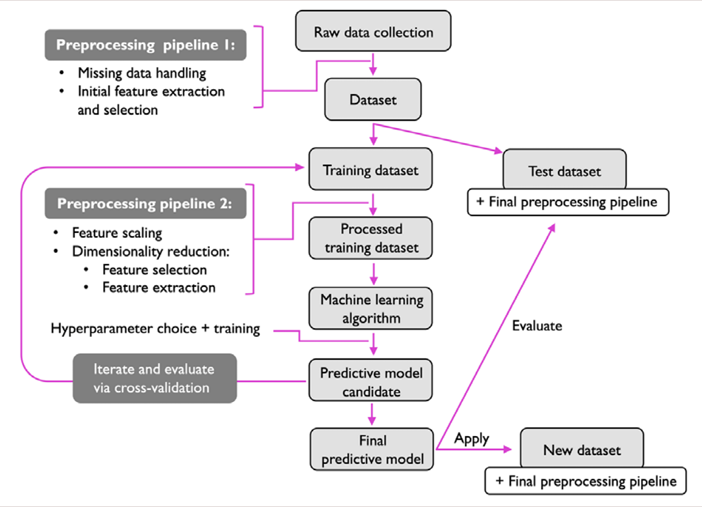 Raw data collection
Preprocessing pipeline 1:
• Missing data handling
• Initial feature extraction
and selection
Dataset
Training dataset
Test dataset
+ Final preprocessing pipeline
Preprocessing pipeline 2:
• Feature scaling
• Dimensionality reduction:
• Feature selection
• Feature extraction
Processed
training dataset
Machine learning
algorithm
Hyperparameter choice + training
Evaluate
Iterate and evaluate
via cross-validation
Predictive model
candidate
Final
predictive model
Apply
New dataset
+ Final preprocessing pipeline